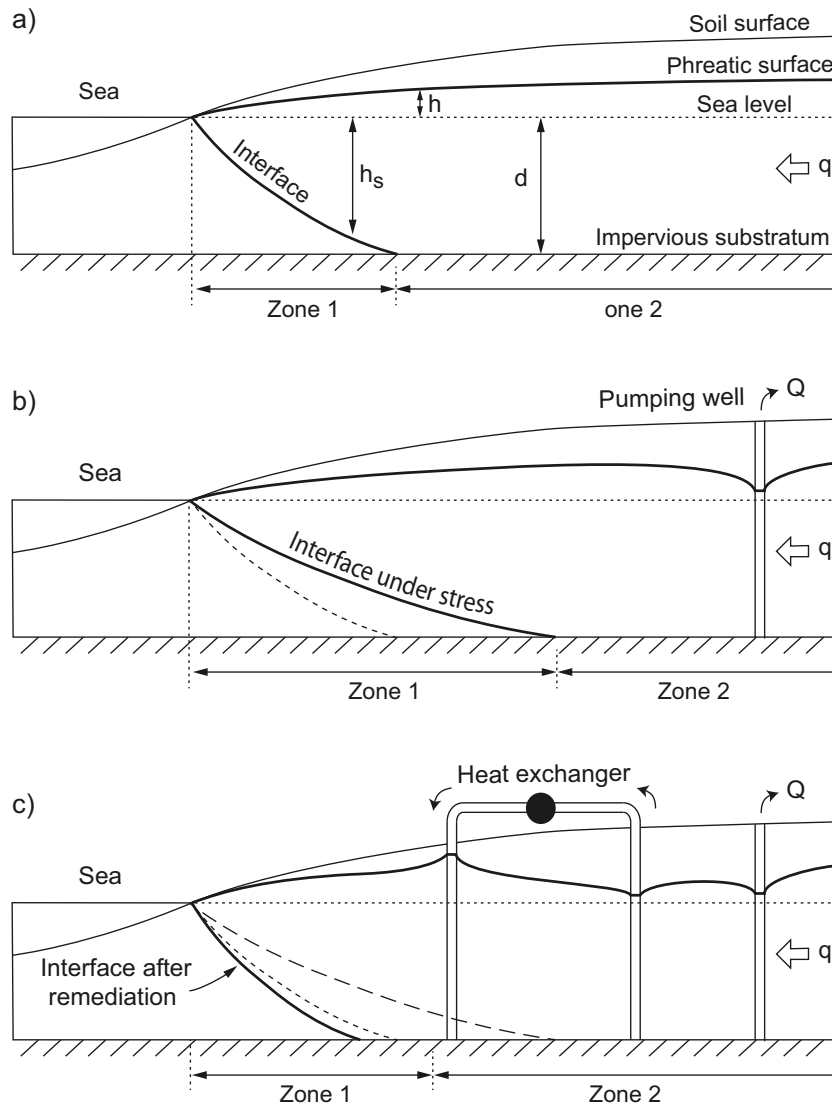 a)
Soil surface
Phreatic surface
Sea
h
Sea level
Interface
hs
d
q
Impervious substratum
Zone 1
one 2
b)
Pumping well
Q
Sea
Interface under stress
q
Zone 1
Zone 2
c)
Heat exchanger
Q
Sea
Interface after
remediation
q
Zone 1
Zone 2